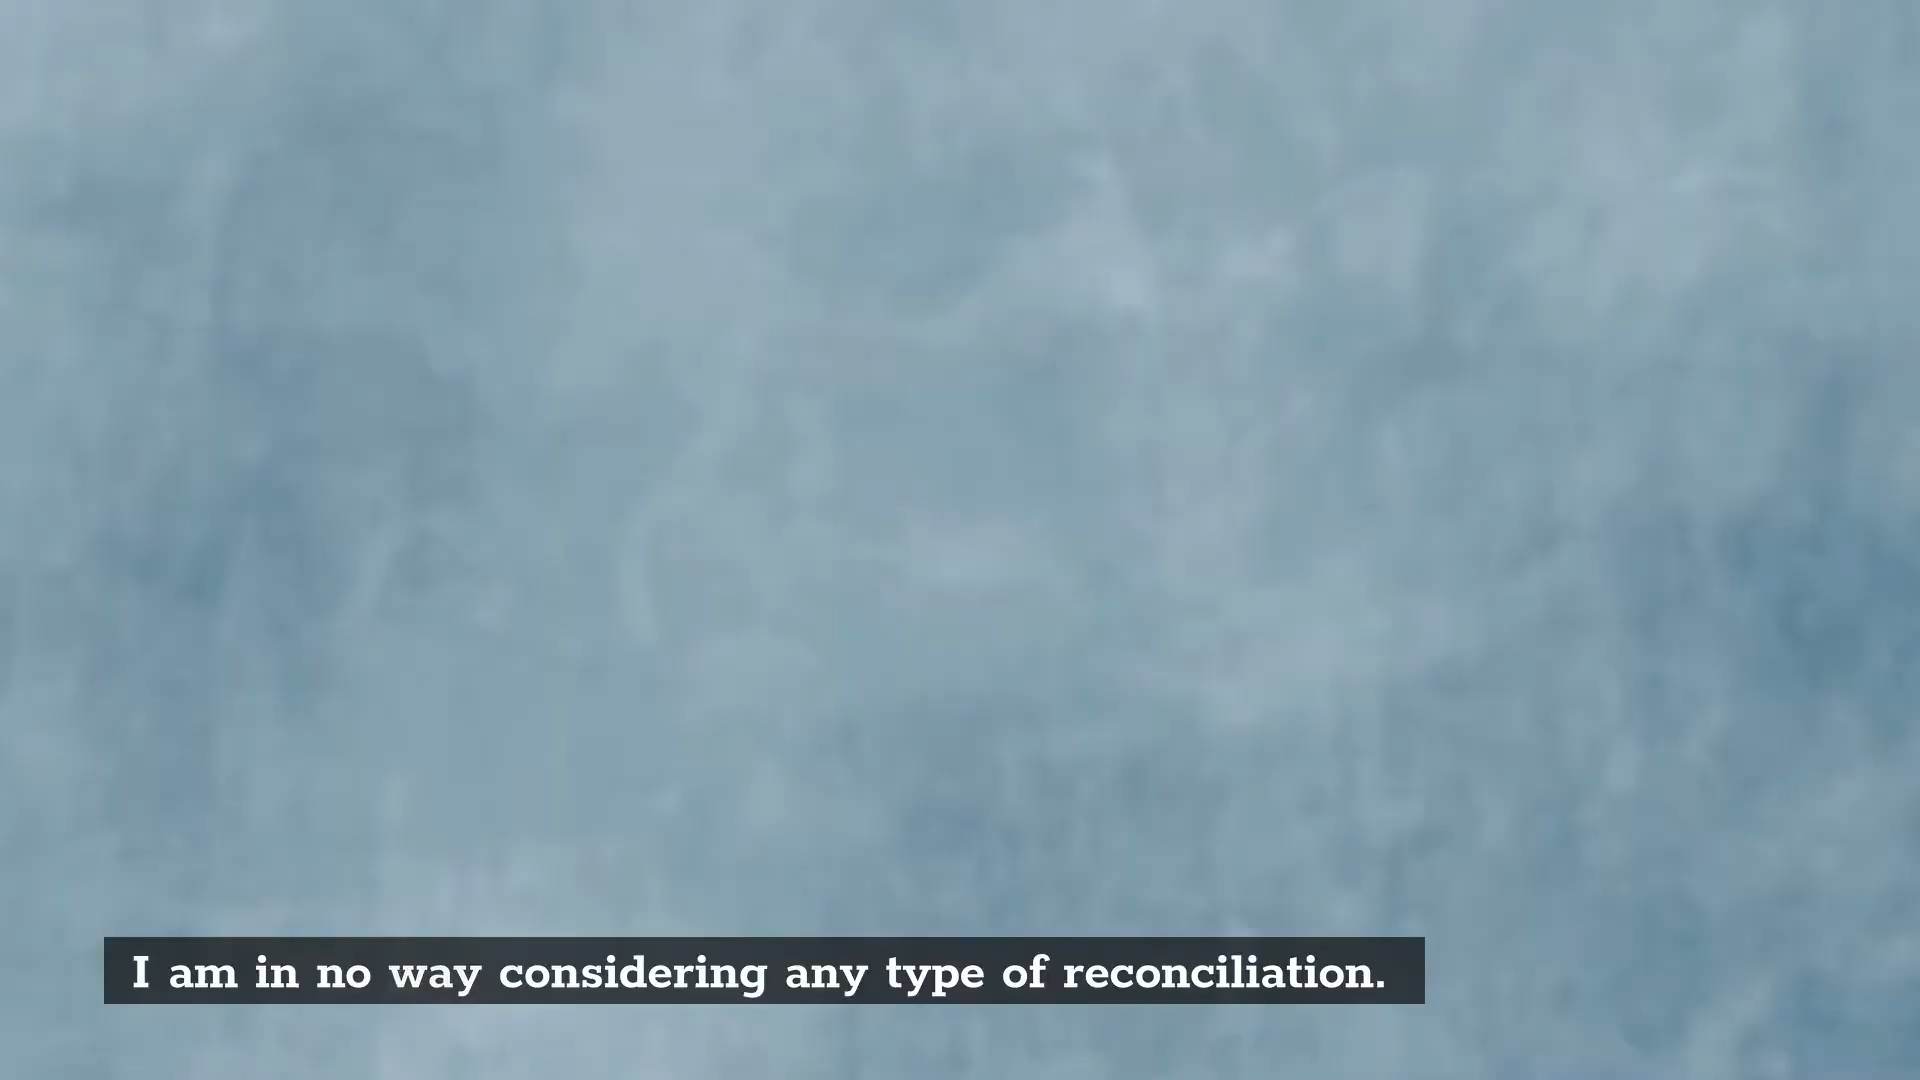 I am in no way considering any type of reconciliation.